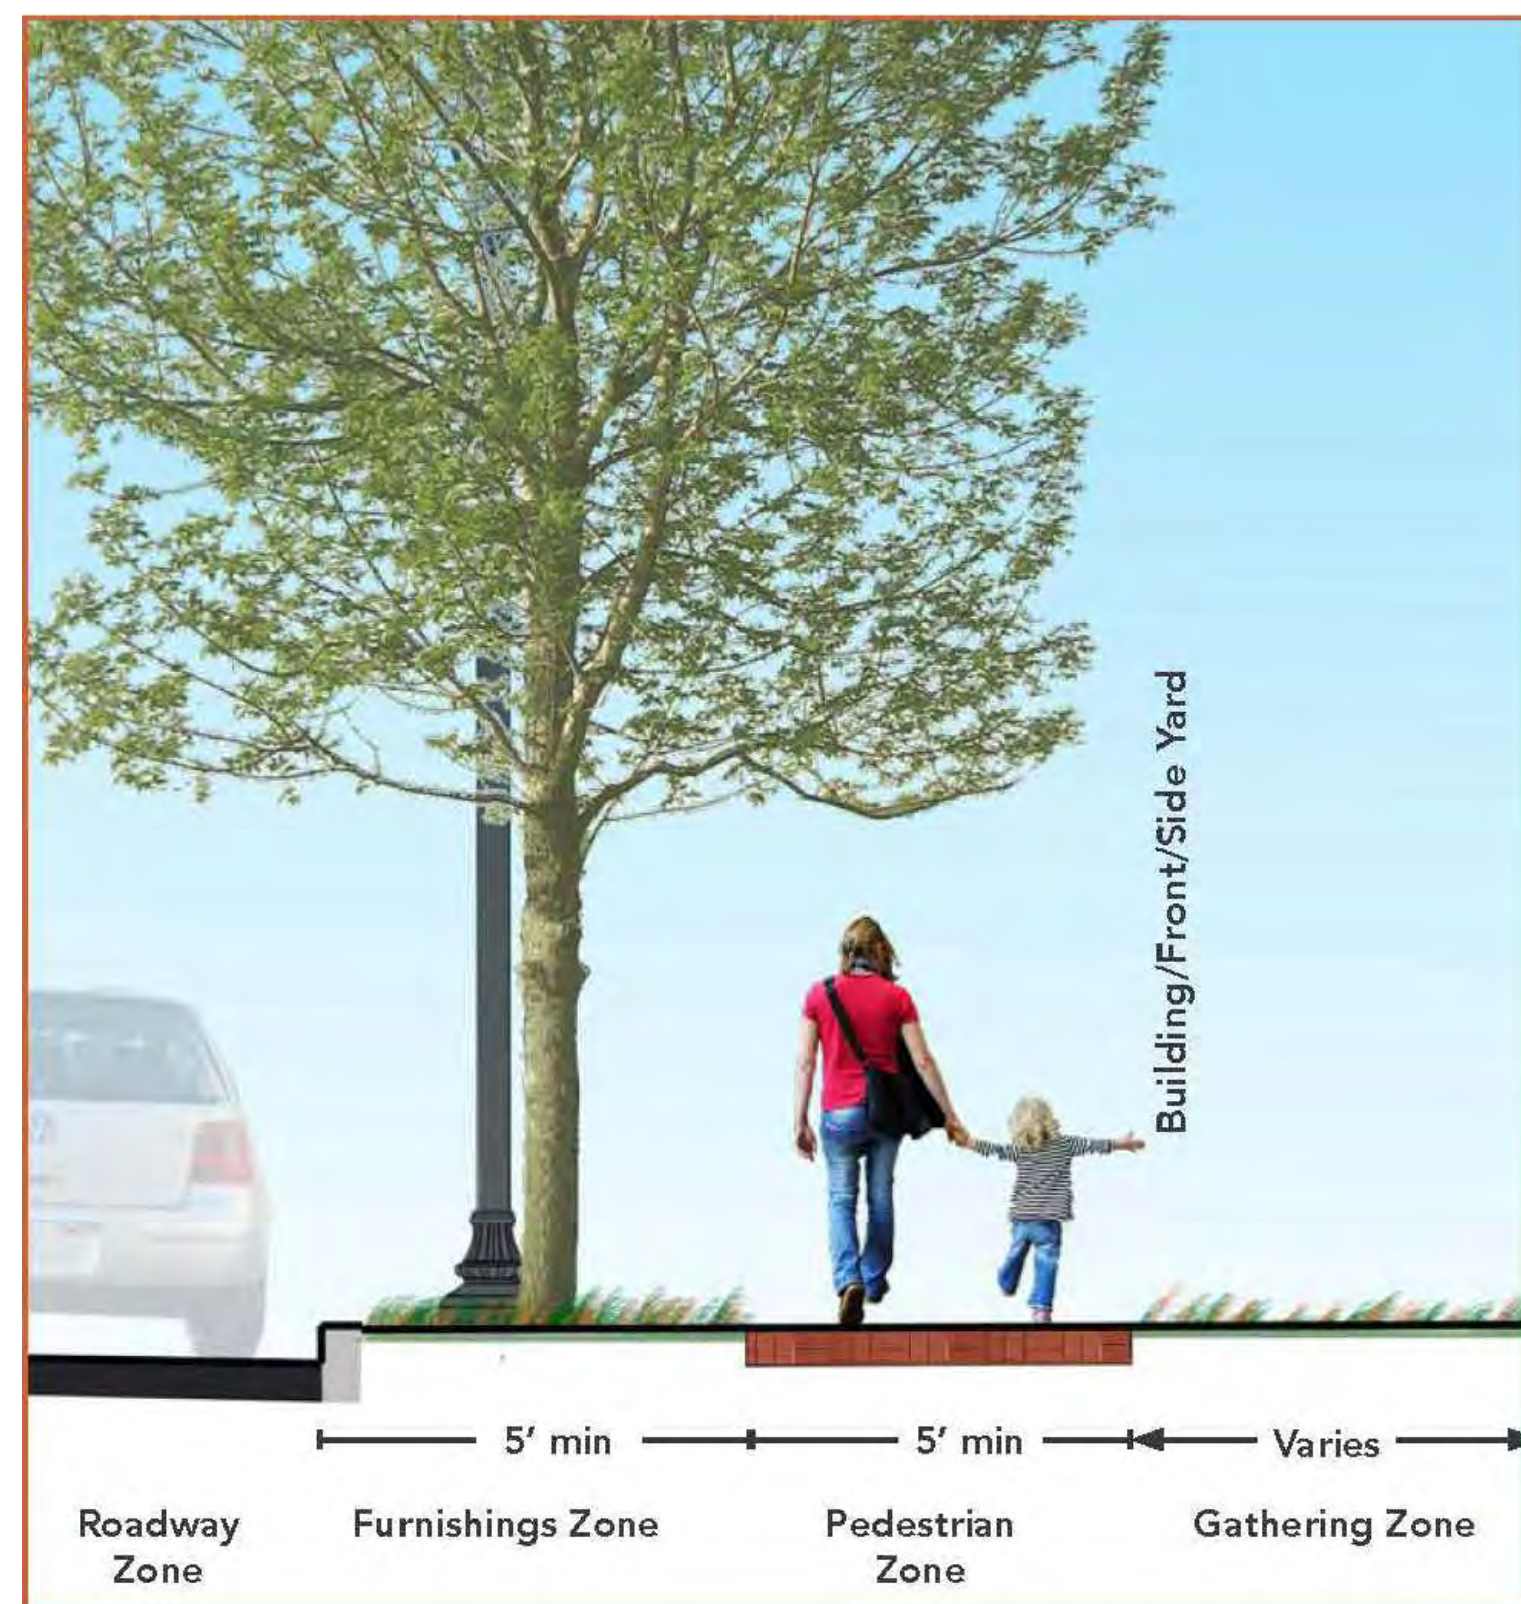 Building/Front/Side Yard
5’ min
5’ min
Varies
Roadway
Zone
Furnishings Zone
Pedestrian
Zone
Gathering Zone